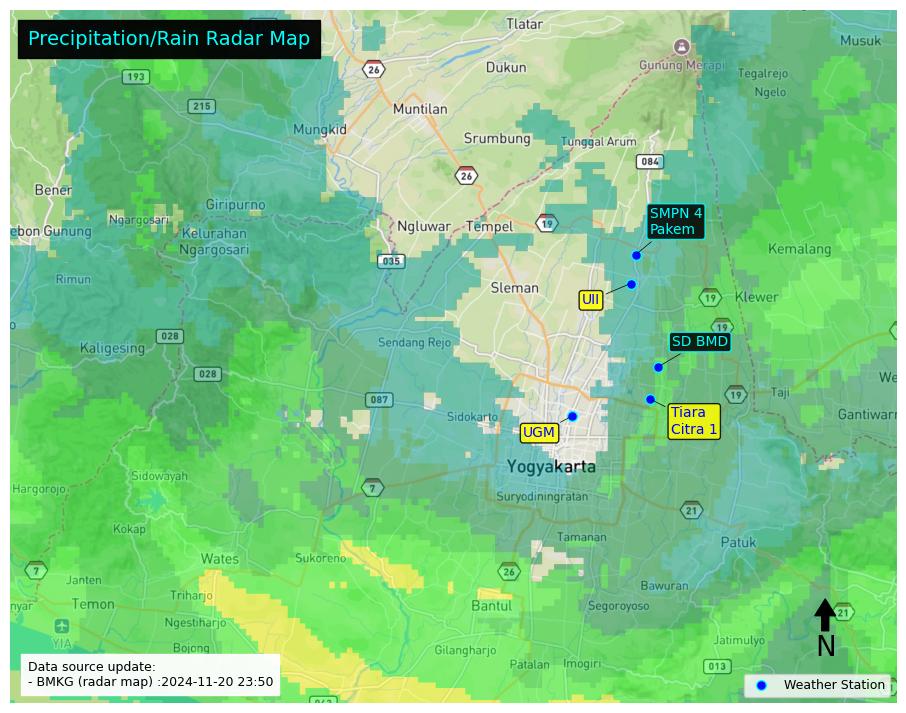 Precipitation/Rain Radar Map
Tlatar
Musuk
26
Gunung Merapi
Dukun
Tegalrejo
193
Ngelo
215
Muntilan
Mungkid
Srumbung
Tunggal Arum
084
26
Bener
Giripurno
SMPN 4
Pakem
Ngargosari
Ngluwar
Tempel
19
ebon Gunung
Kelurahan
Ngargosari
Kemalang
035
Rimun
Sleman
UII
19
Klewer
19
028
Kaligesing
Sendang Rejo
SD BMD
028
087
19
Taji
We
Sidokarto
Tiara
Citra 1
Gantiwarn
UGM
Yogyakarta
Sidowayah
Hargorojo
7
Suryodiningratan
21
Kokap
Tamanan
Patuk
Wates
Sukoreno
7
26
Janten
Bawuran
nyar
Temon
Triharjo
Bantul
Segoroyoso
21
Ngestiharjo
YIA
N
Bojong
Gilangharjo
Jatimulyo
Patalan
Imogiri
013
Data source update:
- BMKG (radar map) :2024-11-20 23:50
Weather Station